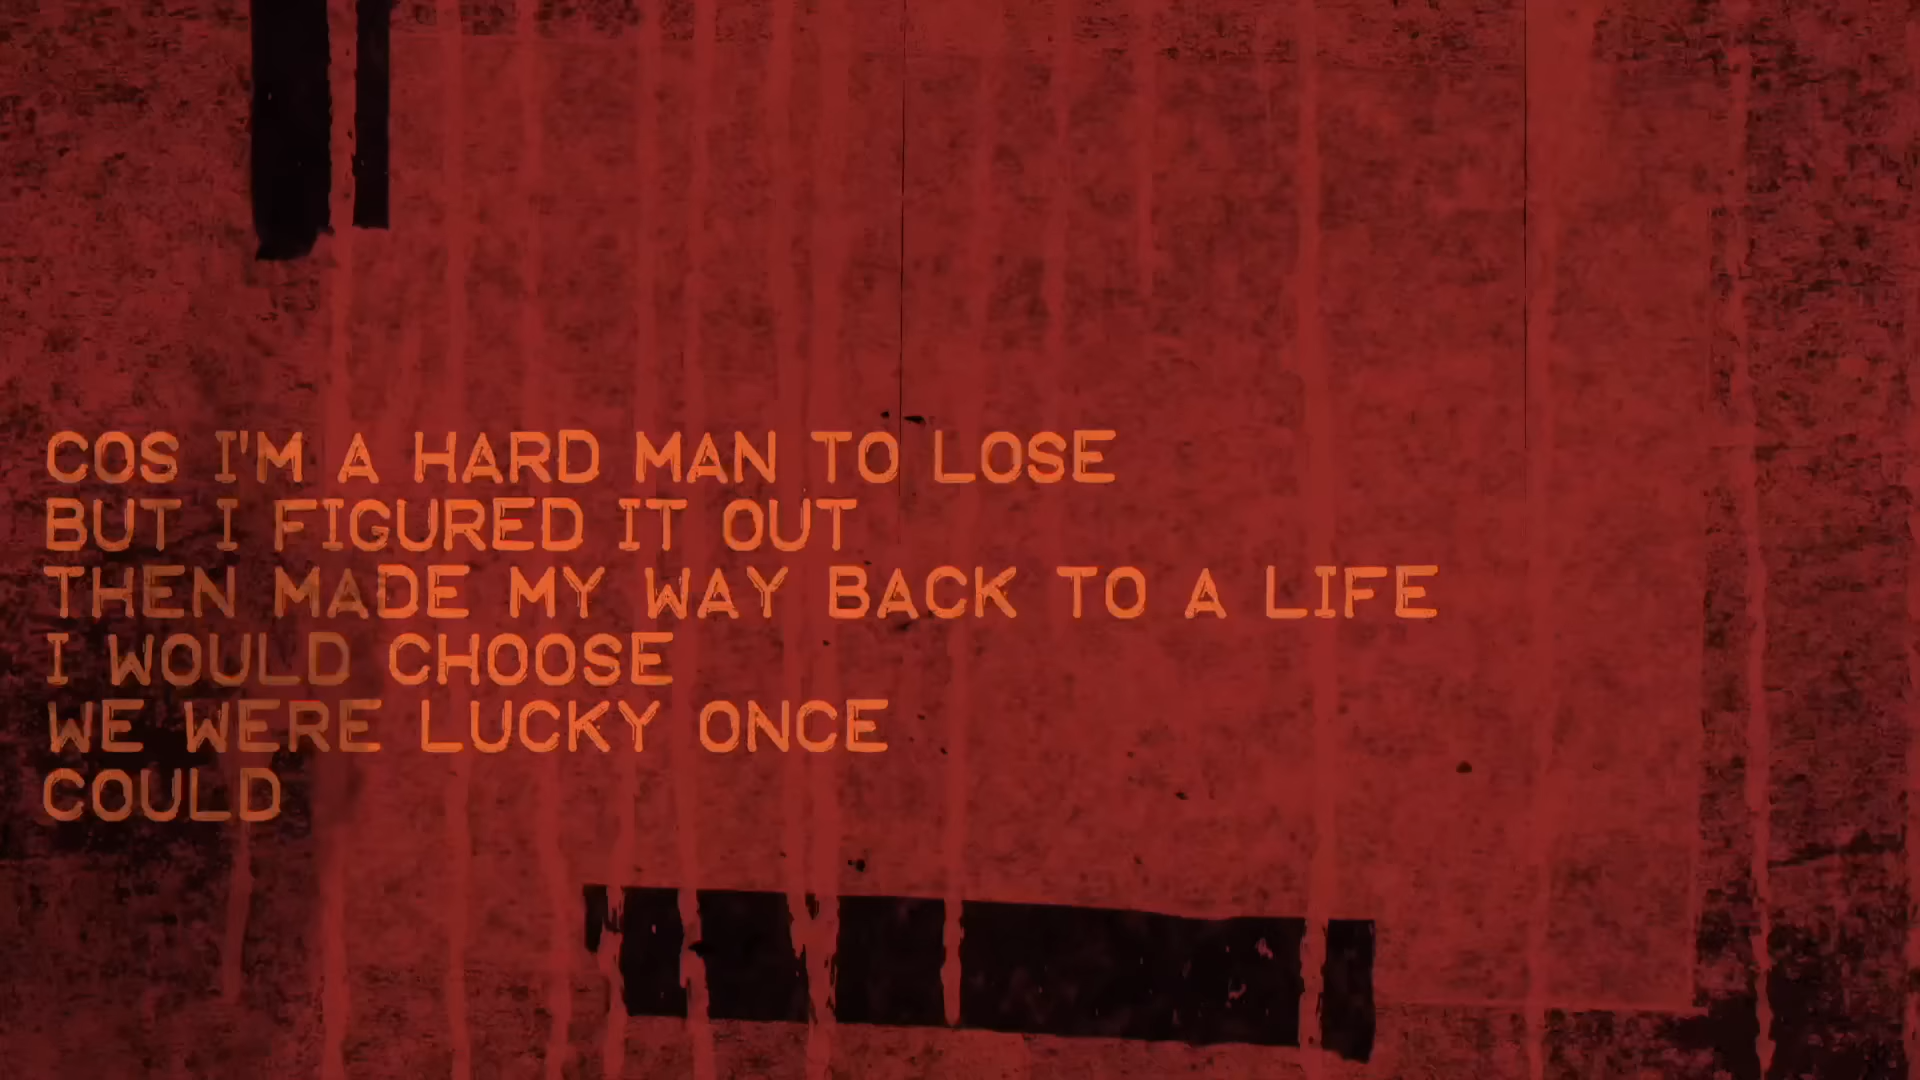 COS I'M A HARD MAN TO LOSE
BUT I FIGURED IT OUT
THEN MADE MY WAY BACK TO A LIFE
I WOULD CHOOSE
WE WERE LUCKY ONCE
COULD